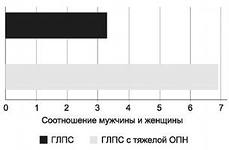 0 1 2 3 4 5 6 7
Соотношение мужчины и женщины
ГЛПС ГЛПС с тяжелой ОПН